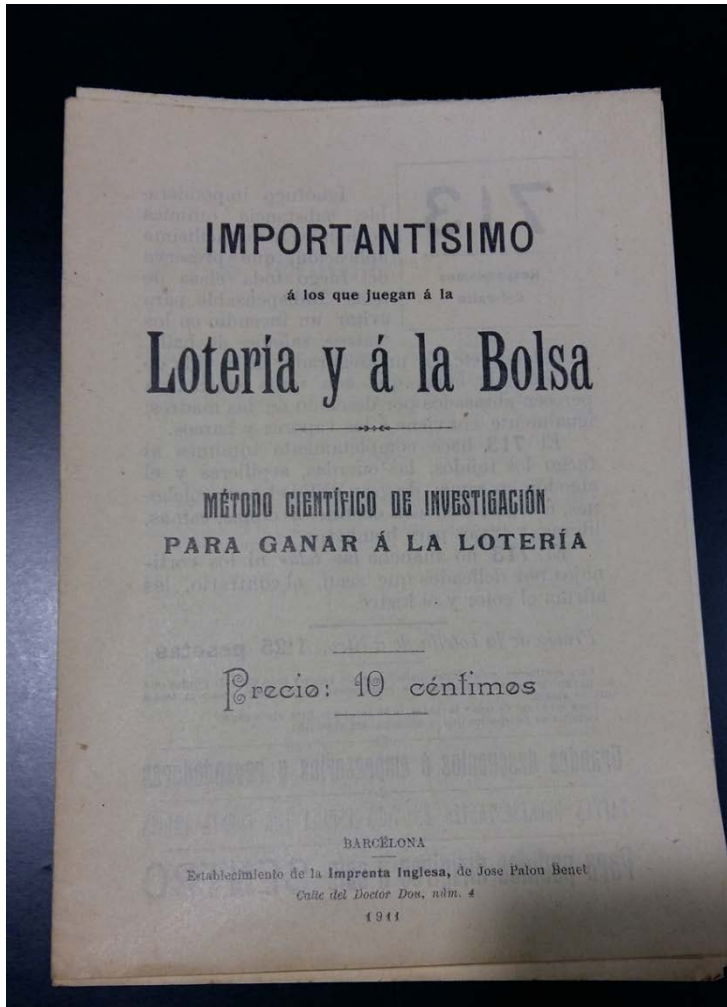 IMPORTANTISIMO
á los que juegan á la
Lotería y á la Bolsa
MÉTODO CIENTÍFICO DE INVESTIGACIÓN
PARA GANAR Á LA LOTERÍA
Precio: 10 céntimos
BARCELONA
Establecimiento de la Imprenta Inglesa, de Jose Palou Benet
Calle del Doctor Dou, núm. 4
1911